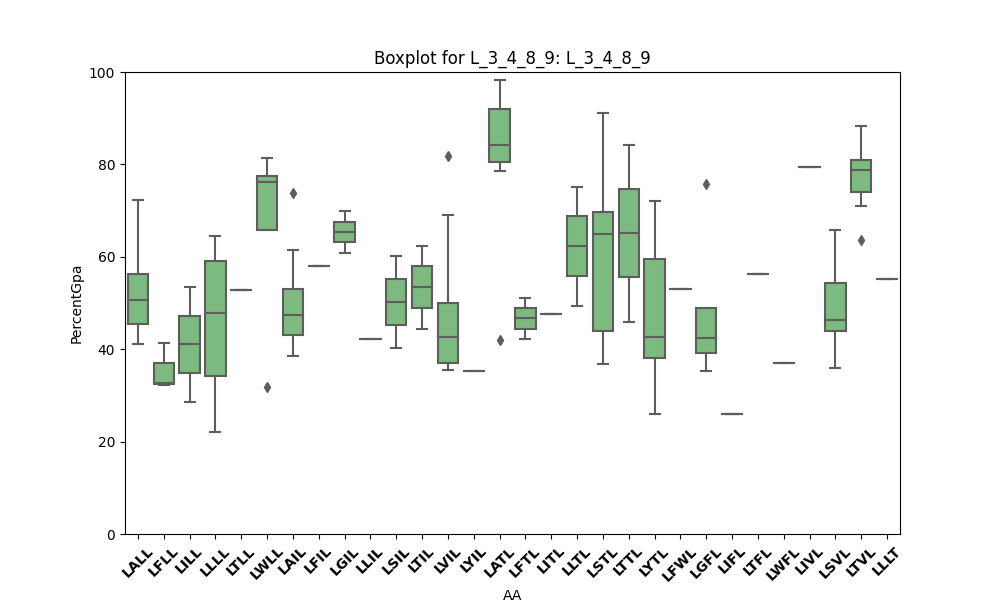 Boxplot for L_3_4_8_9: L_3_4_8_9
PercentGpa
100
80
60
40
20
0
LALL LFLL LILL LLLL LTLL LWLL LAIL LFIL LGIL LLIL LSIL LTIL LVIL LYIL LATL LFTL LITL LLTL LSTL LTTL LYTL LFWL LGFL LIFL LTFL LWFL LIVL LSVL LTVL LLLT
AA